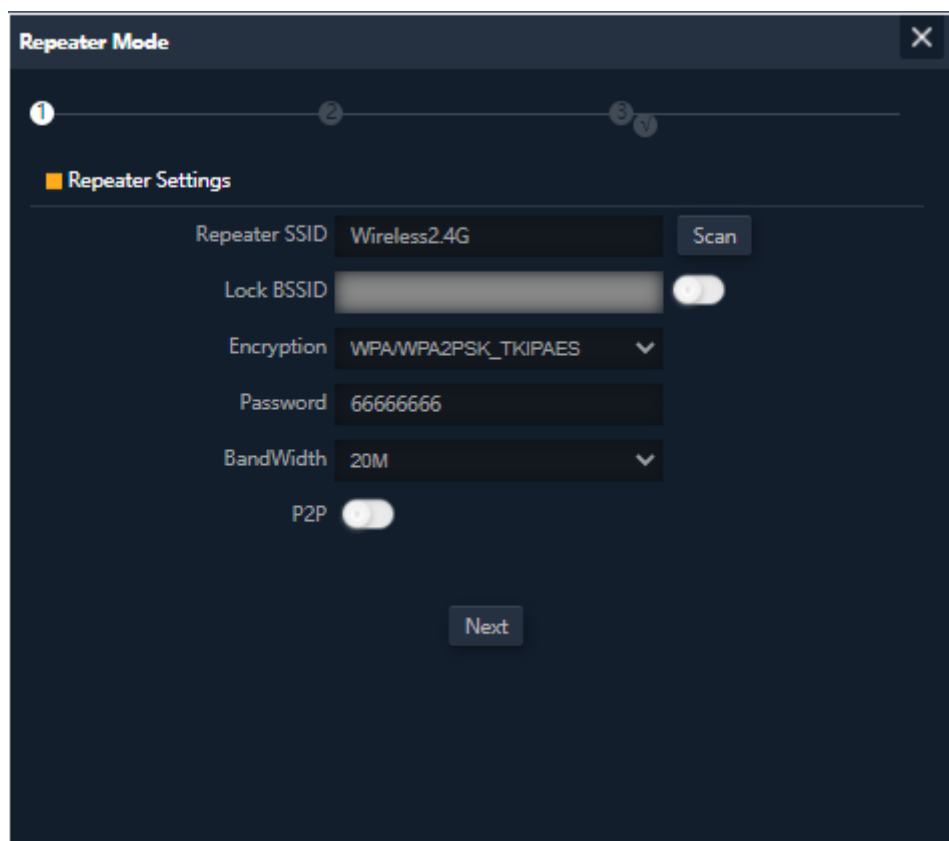 Repeater Mode
1 2 3 √
Repeater Settings
Repeater SSID Wireless2.4G Scan
Lock BSSID
Encryption WPA/WPA2PSK_TKIPAES
Password 66666666
BandWidth 20M
P2P
Next